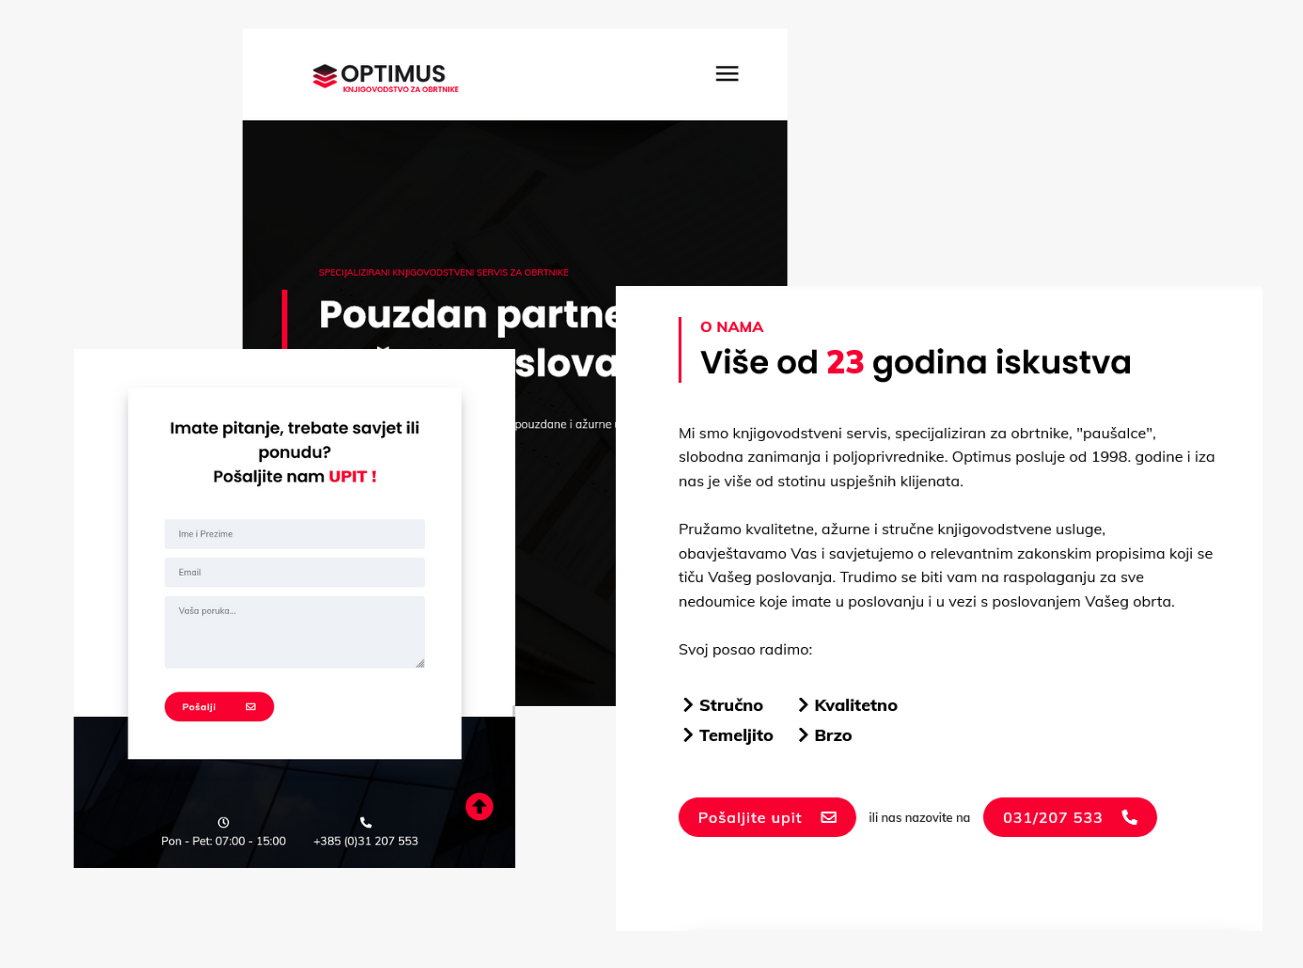 OPTIMUS
KNJIGOVODSTVO ZA OBRTNIKE
SPECIJALIZIRANI KNJIGOVODSTVENI SERVIS ZA OBRTNIKE
Pouzdan
pouzdane i ažurne
Imate pitanje, trebate savjet ili
ponudu?
Pošaljite nam UPIT !
Ime i Prezime
Email
Vaša poruka...
Pošalji
Pon - Pet: 07:00 - 15:00
+385 (0)31 207 553
O NAMA
Više od 23 godina iskustva
Mi smo knjigovodstveni servis, specijaliziran za obrtnike, "paušalce",
slobodna zanimanja i poljoprivrednike. Optimus posluje od 1998. godine i iza
nas je više od stotinu uspješnih klijenata.
Pružamo kvalitetne, ažurne i stručne knjigovodstvene usluge,
obavještavamo Vas i savjetujemo o relevantnim zakonskim propisima koji se
tiču Vašeg poslovanja. Trudimo se biti vam na raspolaganju za sve
nedoumice koje imate u poslovanju i u vezi s poslovanjem Vašeg obrta.
Svoj posao radimo:
Stručno
Kvalitetno
Temeljito
Brzo
Pošaljite upit
ili nas nazovite na
031/207 533